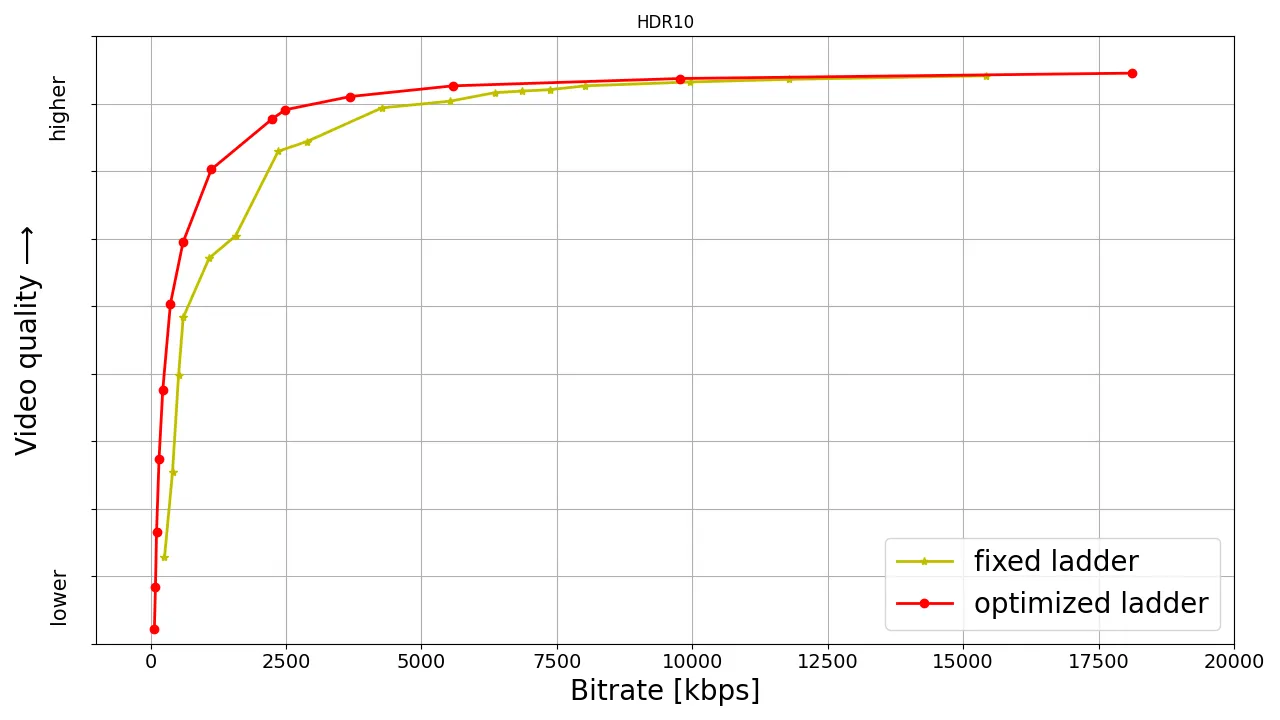 HDR10
higher
Video quality ⟶
lower
fixed ladder
optimized ladder
0 2500 5000 7500 10000 12500 15000 17500 20000
Bitrate [kbps]